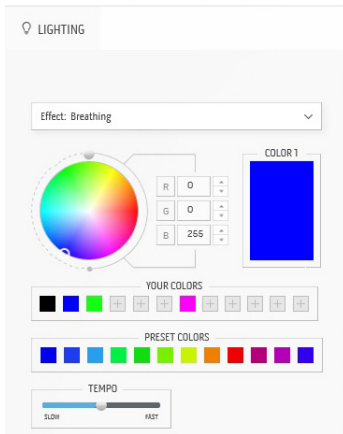 LIGHTING
Effect: Breathing
COLOR 1
R 0
G 0
B 255
YOUR COLORS
PRESET COLORS
TEMPO
SLOW FAST